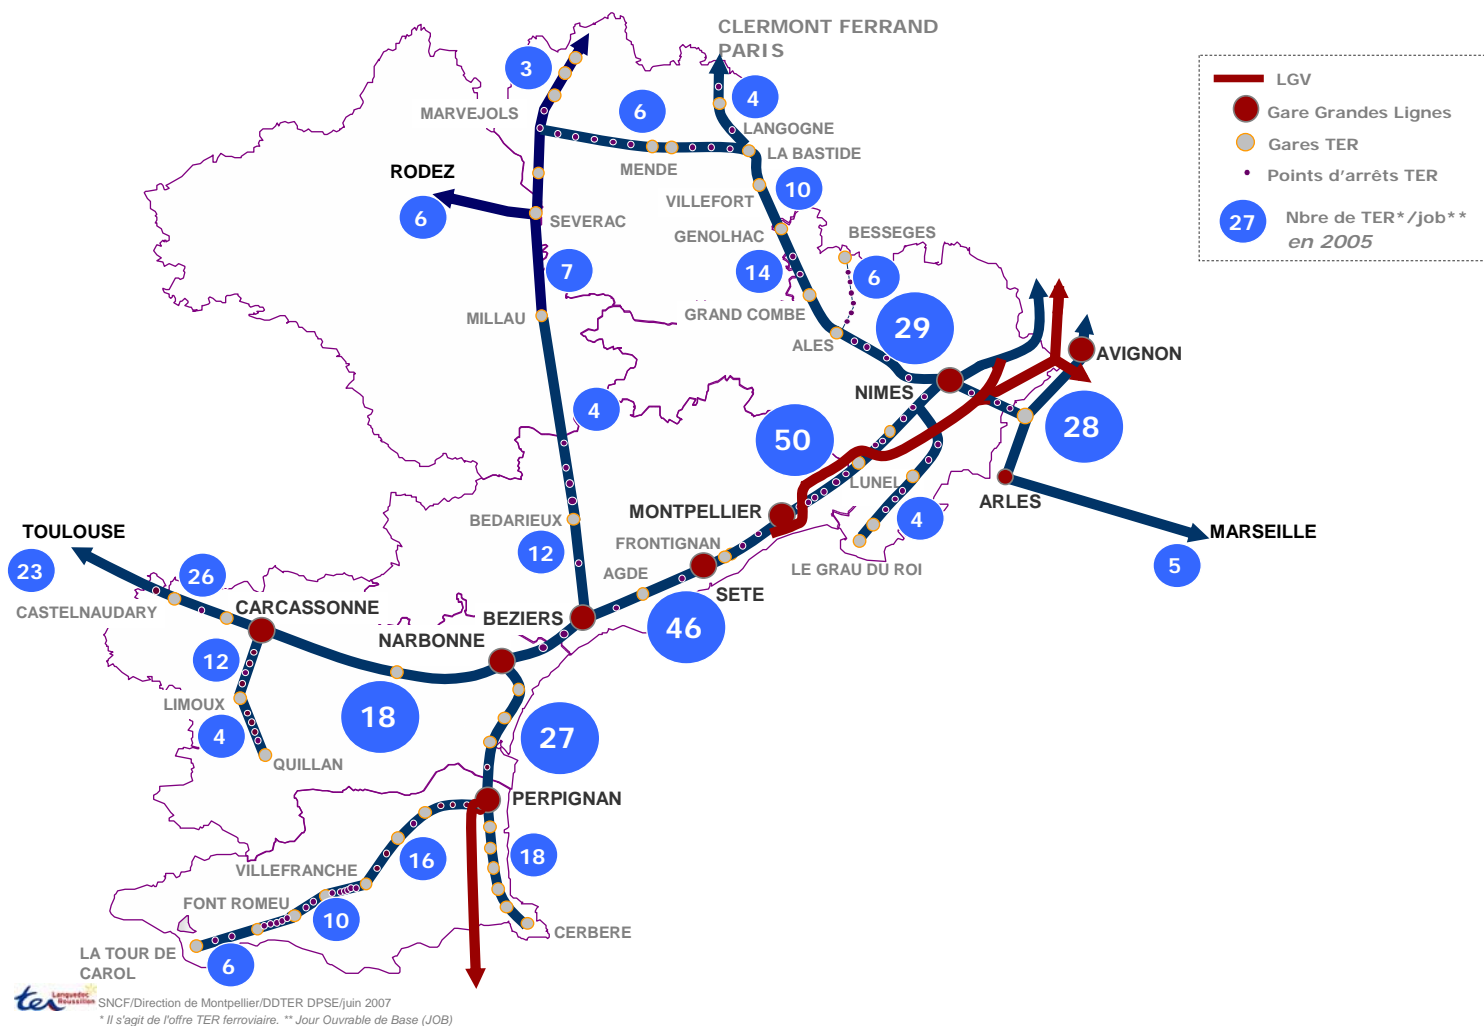 CLERMONT FERRAND
PARIS
3
MARVEJOLS
6
4
LANGOGNE
LA BASTIDE
MENDE
RODEZ
6
VILLEFORT
10
SEVERAC
GENOLHAC
BESSEGES
7
14
6
MILLAU
GRAND COMBE
29
ALES
AVIGNON
NIMES
4
50
28
LUNEL
ARLES
MONTPELLIER
BEDARIEUX
4
MARSEILLE
TOULOUSE
12
FRONTIGNAN
5
23
26
AGDE
LE GRAU DU ROI
SETE
CASTELNAUDARY
CARCASSONNE
BEZIERS
46
NARBONNE
12
LIMOUX
18
4
27
QUILLAN
PERPIGNAN
16
18
VILLEFRANCHE
FONT ROMEU
10
CERBERE
LA TOUR DE
CAROL
6
LGV
Gare Grandes Lignes
Gares TER
Points d'arrêts TER
27
Nbre de TER*/job**
en 2005
ter Languedoc
Roussillon
SNCF/Direction de Montpellier/DDTER DPSE/juin 2007
* Il s'agit de l'offre TER ferroviaire. ** Jour Ouvrable de Base (JOB)